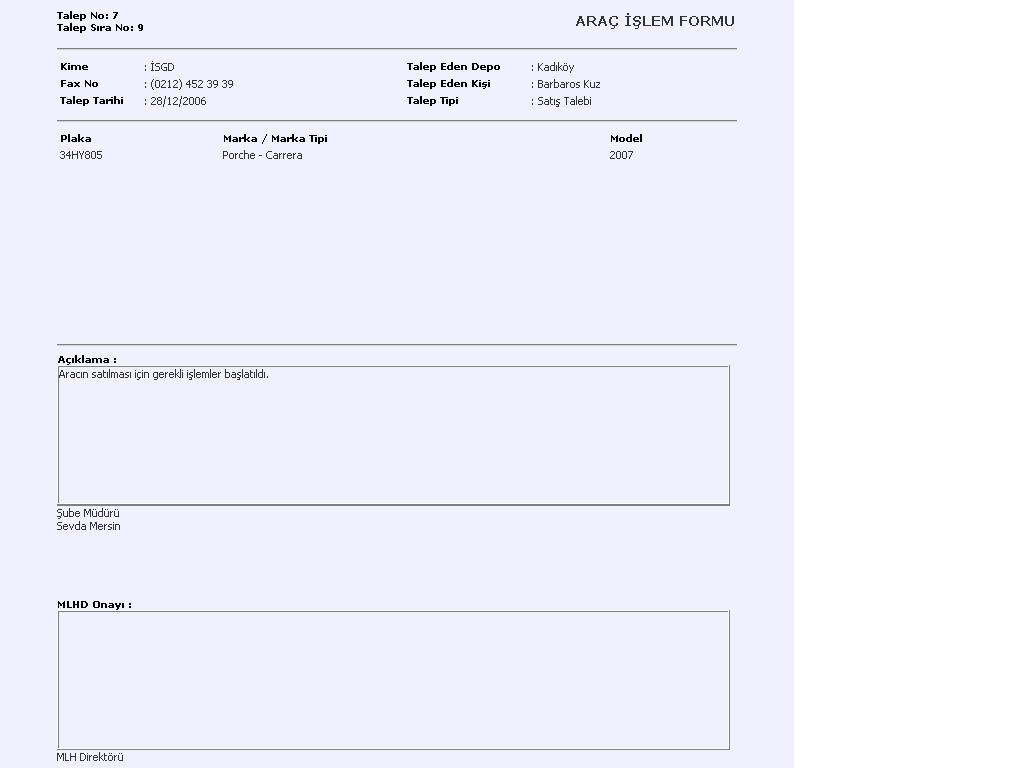 Talep No: 7
Talep Sıra No: 9
ARAÇ İŞLEM FORMU
Kime : İSGD Talep Eden Depo : Kadıköy
Fax No : (0212) 452 39 39 Talep Eden Kişi : Barbaros Kuz
Talep Tarihi : 28/12/2006 Talep Tipi : Satış Talebi
Plaka Marka / Marka Tipi Model
34HY805 Porche - Carrera 2007
Açıklama :
Aracın satılması için gerekli işlemler başlatıldı.
Şube Müdürü
Sevda Mersin
MLHD Onayı :
MLH Direktörü